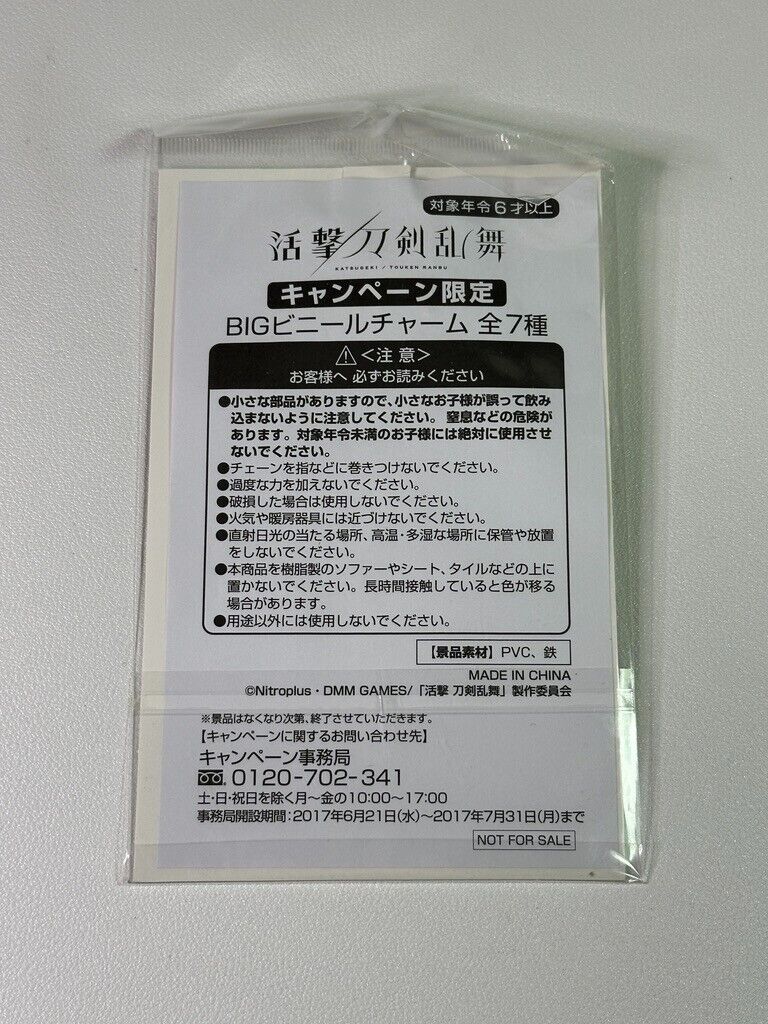 対象年令6才以上
活撃/刀剣乱舞
KATSUGEKI / TOUKEN RANBU
キャンペーン限定
BIGビニールチャーム 全7種
⚠<注意>
お客様へ 必ずお読みください
●小さな部品がありますので、小さなお子様が誤って飲み
込まないように注意してください。窒息などの危険が
あります。対象年令未満のお子様には絶対に使用させ
ないでください。
●チェーンを指などに巻きつけないでください。
●過度な力を加えないでください。
●破損した場合は使用しないでください。
●火気や暖房器具には近づけないでください。
●直射日光の当たる場所、高温・多湿な場所に保管や放置
をしないでください。
●本商品を樹脂製のソファーやシート、タイルなどの上に
置かないでください。長時間接触していると色が移る
場合があります。
●用途以外には使用しないでください。
【景品素材】PVC、鉄
MADE IN CHINA
©Nitroplus・DMM GAMES/「活撃 刀剣乱舞」製作委員会
※景品はなくなり次第、終了させていただきます。
【キャンペーンに関するお問い合わせ先】
キャンペーン事務局
0120-702-341
土・日・祝日を除く月〜金の10:00〜17:00
事務局開設期間:2017年6月21日(水)〜2017年7月31日(月)まで
NOT FOR SALE